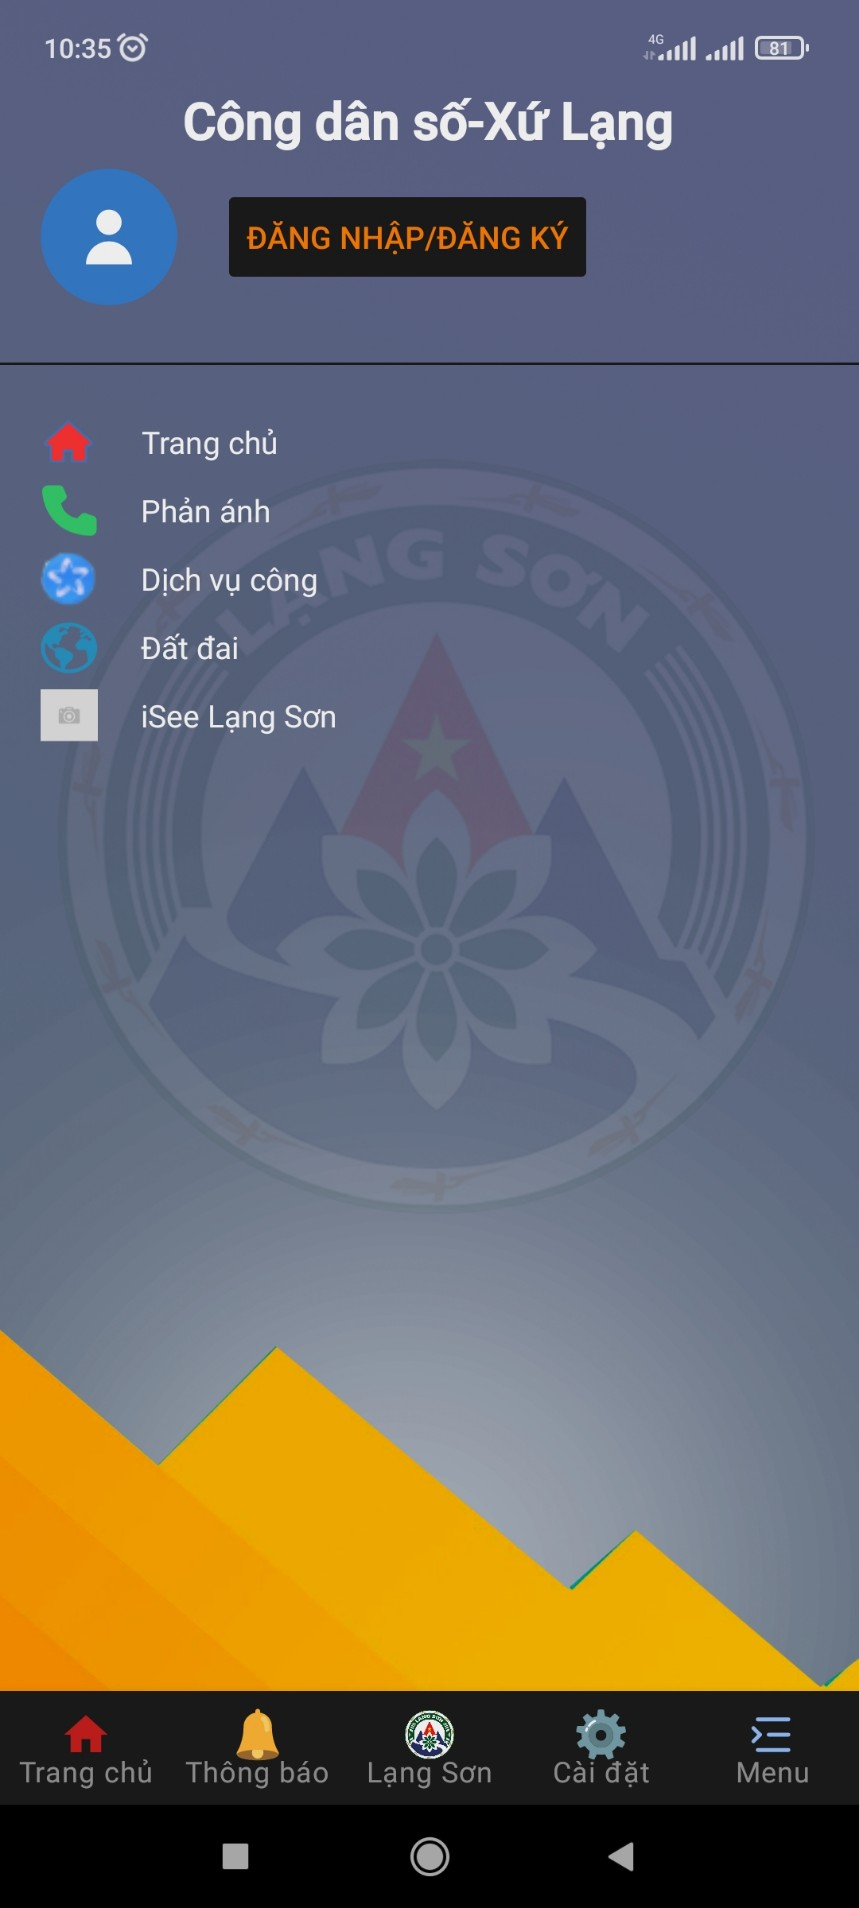 10:35
4G
81
Công dân số-Xứ Lạng
ĐĂNG NHẬP/ĐĂNG KÝ
Trang chủ
Phản ánh
Dịch vụ công
Đất đai
iSee Lạng Sơn
LẠNG SƠN
Trang chủ
Thông báo
Lạng Sơn
Cài đặt
Menu